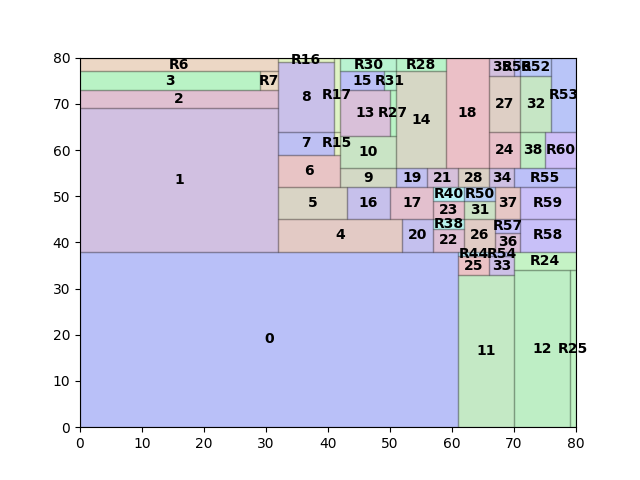 80 R6 R16 R30 R28 35 R56 R52
3 R7 15 R31
70 2 8 R17 13 R27 14 18 27 32 R53
60 7 R15 10 24 38 R60
1 6 9 19 21 28 34 R55
50 5 16 17 R40 R50 23 31 37 R59
40 4 20 R38 22 26 R57 36 R58
R44 R54 25 33 R24
30
20 0 11 12 R25
10
0
0 10 20 30 40 50 60 70 80